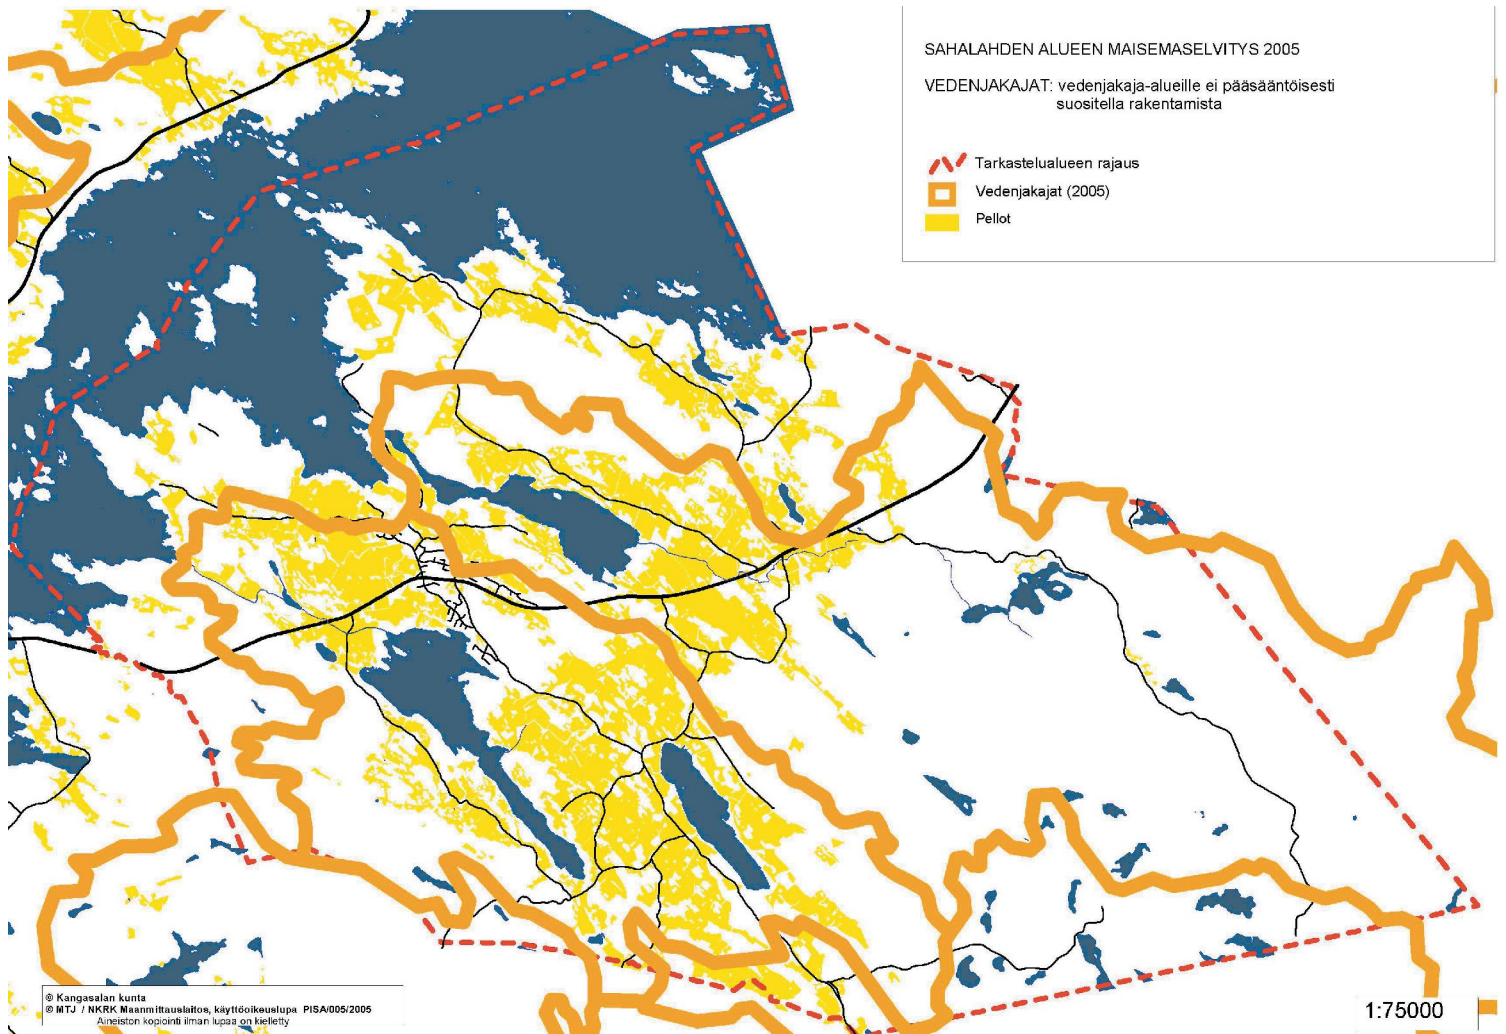 SAHALAHDEN ALUEEN MAISEMASELVITYS 2005
VEDENJAKAJAT: vedenjakaja-alueille ei pääsääntöisesti
suositella rakentamista
Tarkastelualueen rajaus
Vedenjakajat (2005)
Pellot
© Kangasalan kunta
© MTJ / NKRK Maanmittauslaitos, käyttöoikeuslupa PISA/005/2005
Aineiston kopiointi ilman lupaa on kielletty
1:75000